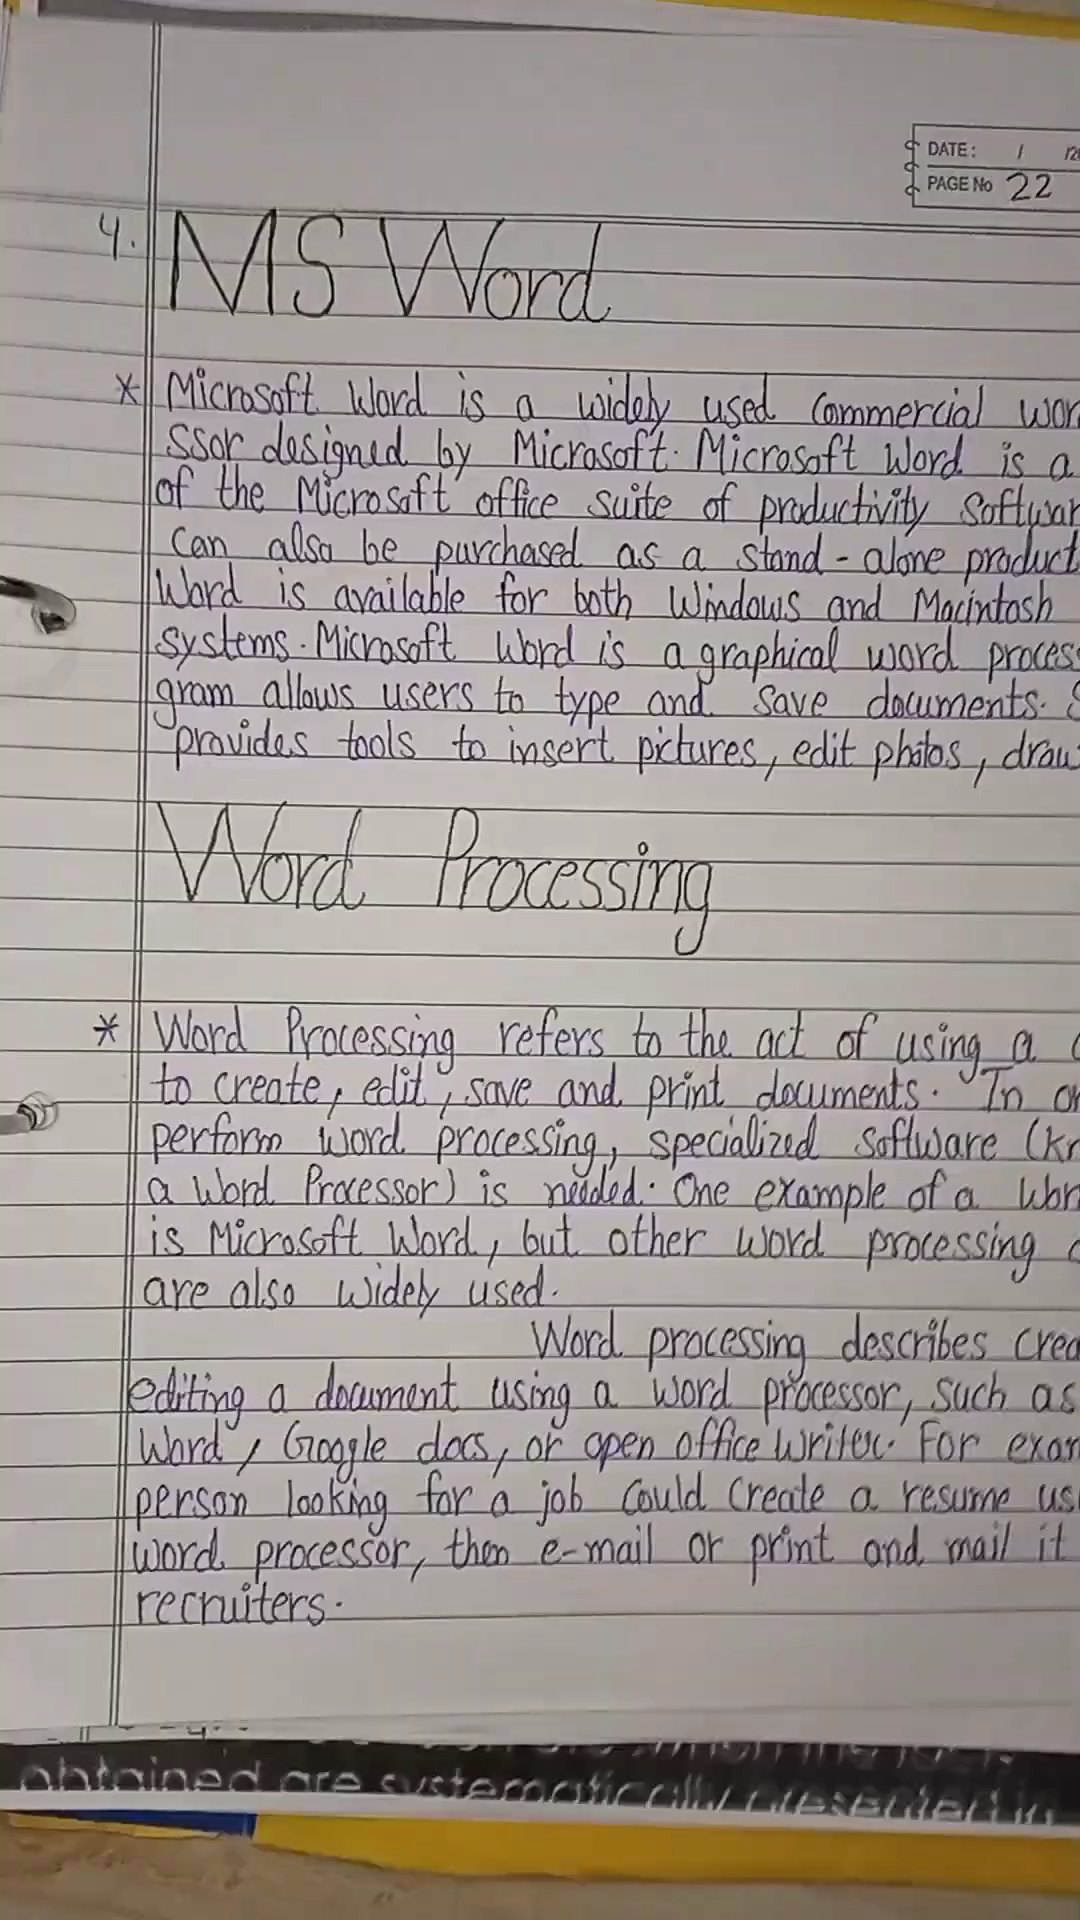 DATE: / /
PAGE No 22
4. MS Word
* Microsoft Word is a widely used Commercial
ssor designed by Microsoft. Microsoft Word is a
of the Microsoft office suite of productivity
Can also be purchased as a stand-alone product
Word is available for both Windows and Macintosh
systems. Microsoft Word is a graphical word
gram allows users to type and save documents.
provides tools to insert pictures, edit photos,
Word Processing
* Word Processing refers to the act of using a
to create, edit, save and print documents. In
perform word processing, specialized software
a Word Processor) is needed. One example of a
is Microsoft Word, but other word processing
are also widely used.
Word processing describes
editing a document using a word processor, such as
Word, Google docs, or open office writer. For
person looking for a job could create a resume
word processor, then e-mail or print and mail it
recruiters.
obtained are systematically presented in